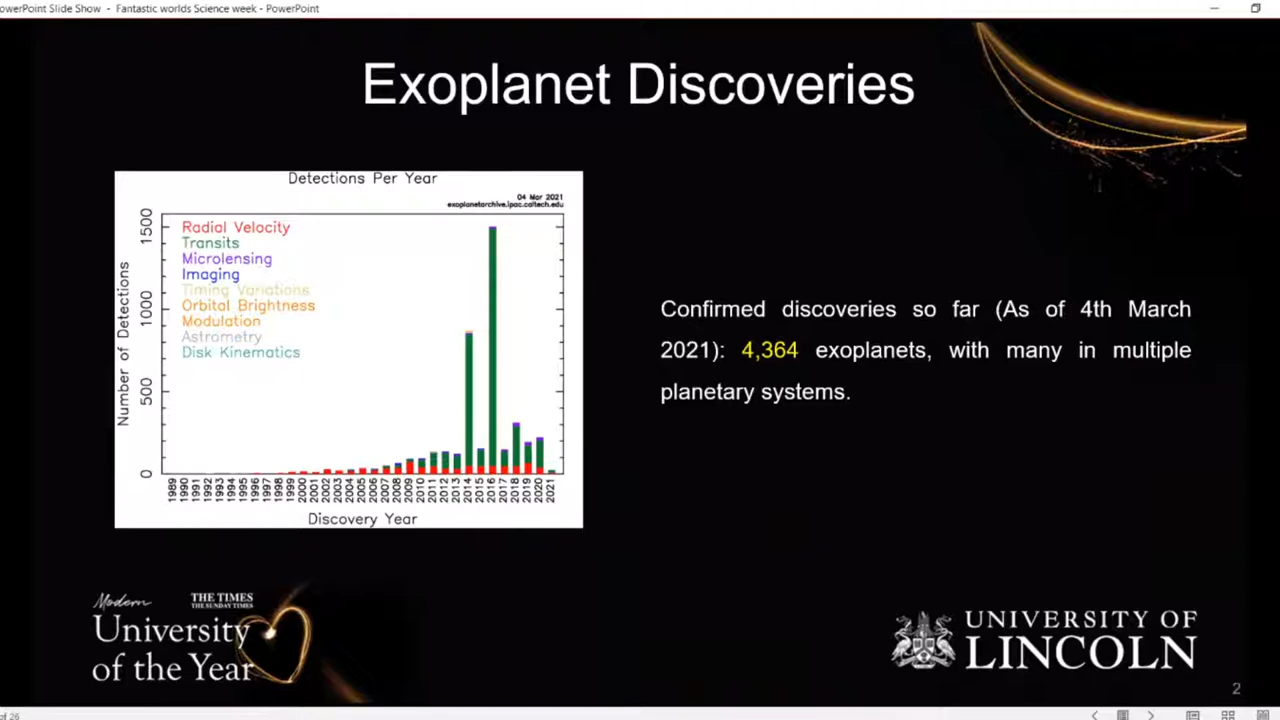 owerPoint Slide Show - Fantastic worlds Science week - PowerPoint
Exoplanet Discoveries
Detections Per Year
04 Mar 2021
exoplanetarchive.ipac.caltech.edu
Number of Detections
1500
1000
500
0
Radial Velocity
Transits
Microlensing
Imaging
Timing Variations
Orbital Brightness
Modulation
Astrometry
Disk Kinematics
1989 1990 1991 1992 1993 1994 1995 1996 1997 1998 1999 2000 2001 2002 2003 2004 2005 2006 2007 2008 2009 2010 2011 2012 2013 2014 2015 2016 2017 2018 2019 2020 2021
Discovery Year
Confirmed discoveries so far (As of 4th March
2021): 4,364 exoplanets, with many in multiple
planetary systems.
Modern
THE TIMES
THE SUNDAY TIMES
University
of the Year
UNIVERSITY OF
LINCOLN
2
of 26